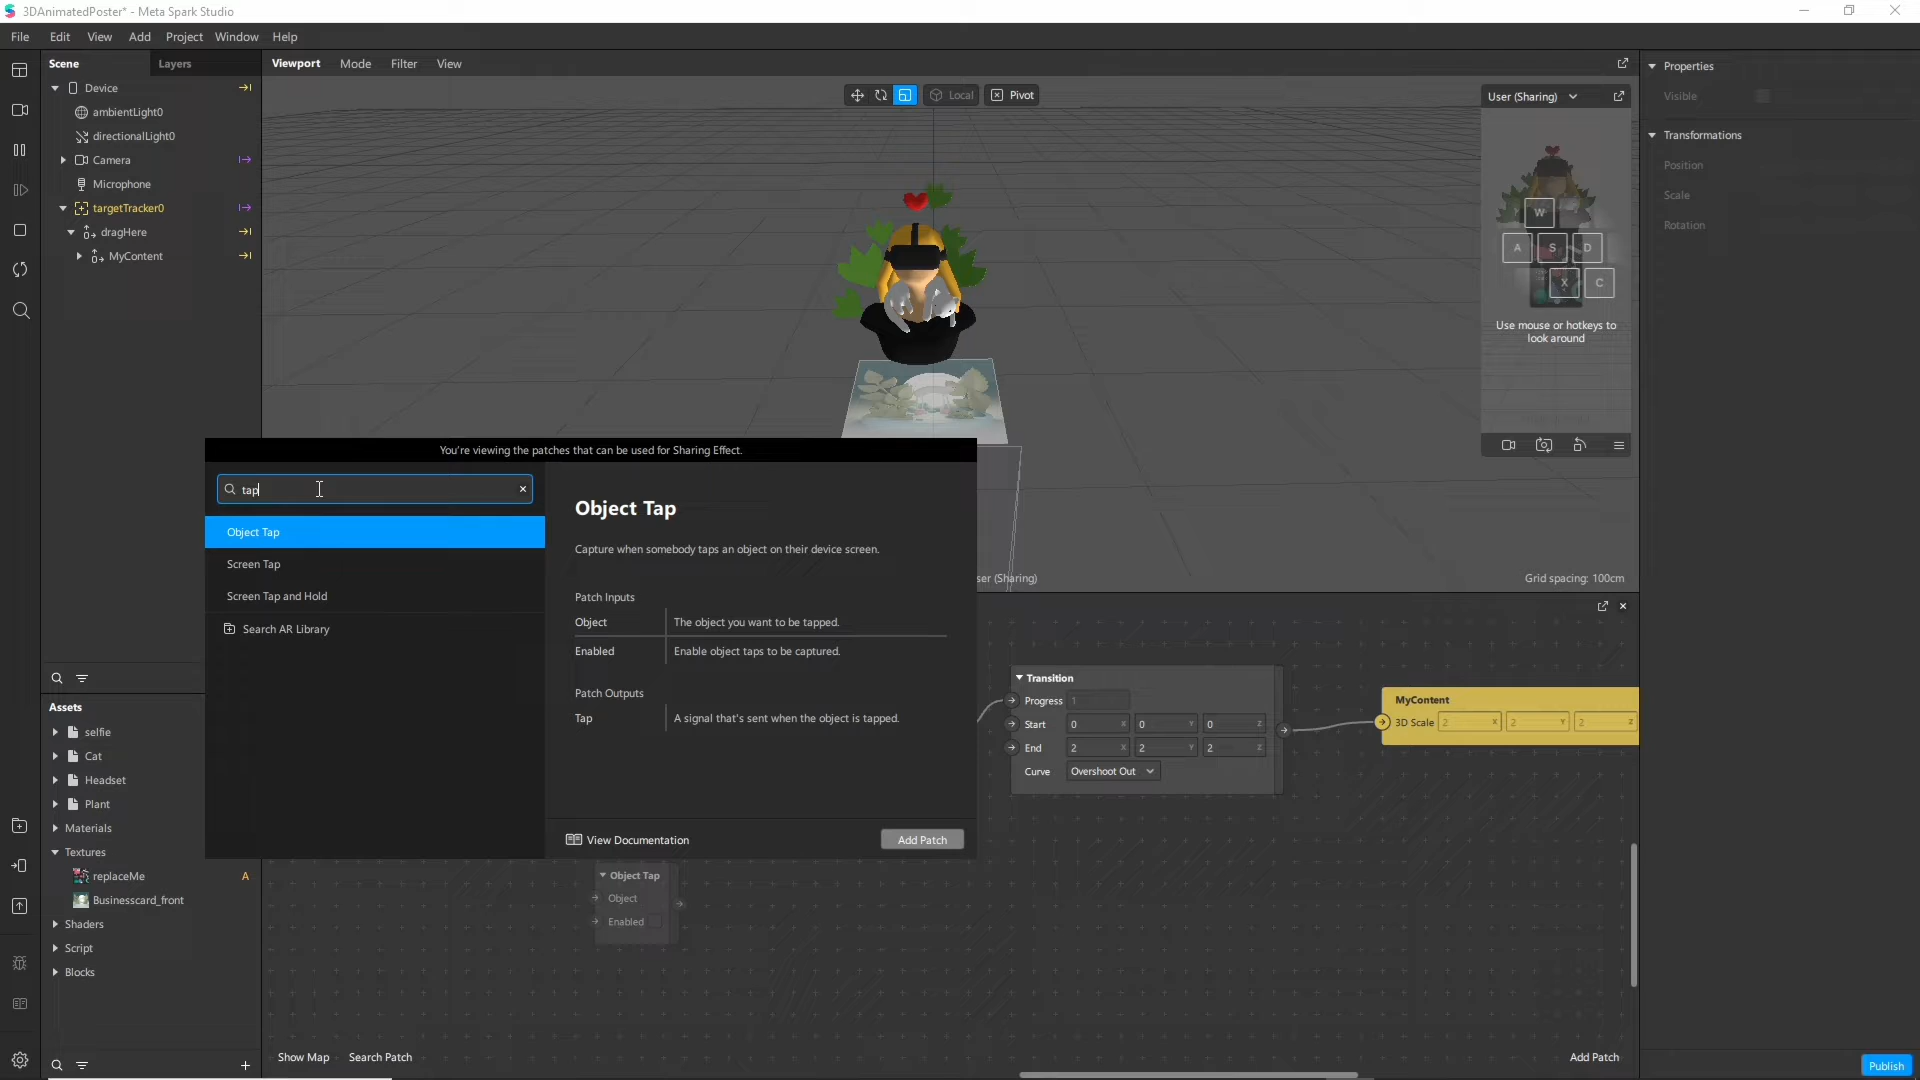 3DAnimatedPoster* - Meta Spark Studio
File Edit View Add Project Window Help
Scene Layers
Viewport Mode Filter View
Properties
Visible
Transformations
Position
Scale
Rotation
Device
ambientLight0
directionalLight0
Camera
Microphone
targetTracker0
dragHere
MyContent
Local Pivot
User (Sharing)
W
A S D
X C
Use mouse or hotkeys to
look around
ser (Sharing)
Grid spacing: 100cm
You're viewing the patches that can be used for Sharing Effect.
tap
Object Tap
Screen Tap
Screen Tap and Hold
Search AR Library
Object Tap
Capture when somebody taps an object on their device screen.
Patch Inputs
Object The object you want to be tapped.
Enabled Enable object taps to be captured.
Patch Outputs
Tap A signal that's sent when the object is tapped.
View Documentation
Add Patch
Assets
selfie
Cat
Headset
Plant
Materials
Textures
replaceMe A
Businesscard_front
Shaders
Script
Blocks
Transition
Progress 1
Start 0 X 0 Y 0 Z
End 2 X 2 Y 2 Z
Curve Overshoot Out
MyContent
3D Scale 2 X 2 Y 2 Z
Object Tap
Object
Enabled
Show Map Search Patch
Add Patch
Publish